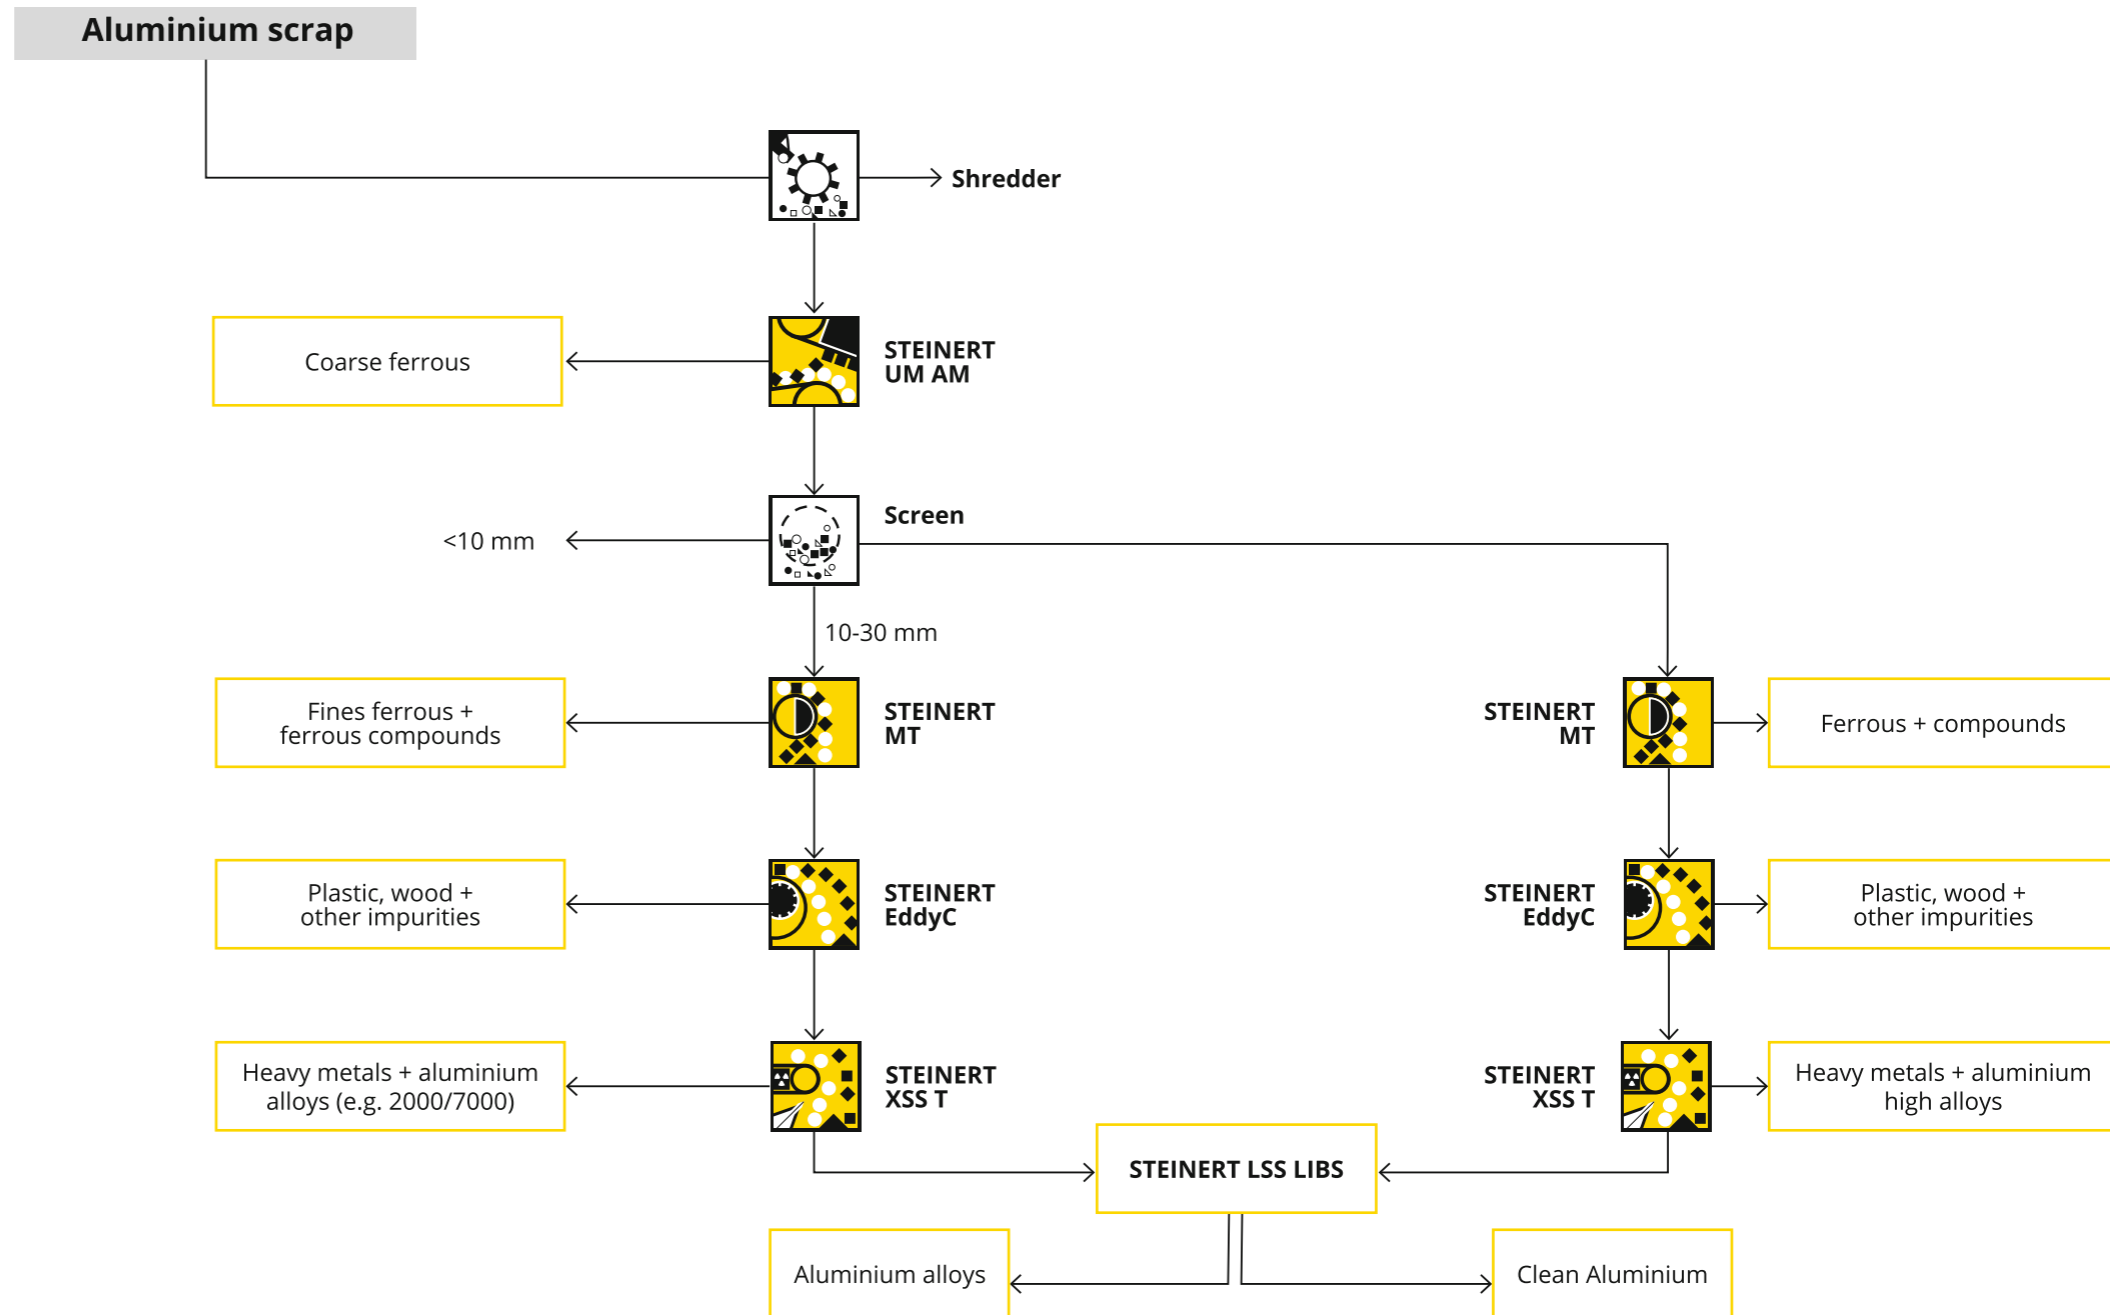 Aluminium scrap
Shredder
Coarse ferrous
STEINERT
UM AM
Screen
<10 mm
10-30 mm
Fines ferrous +
ferrous compounds
STEINERT
MT
STEINERT
MT
Ferrous + compounds
Plastic, wood +
other impurities
STEINERT
EddyC
STEINERT
EddyC
Plastic, wood +
other impurities
Heavy metals + aluminium
alloys (e.g. 2000/7000)
STEINERT
XSS T
STEINERT
XSS T
Heavy metals + aluminium
high alloys
STEINERT LSS LIBS
Aluminium alloys
Clean Aluminium